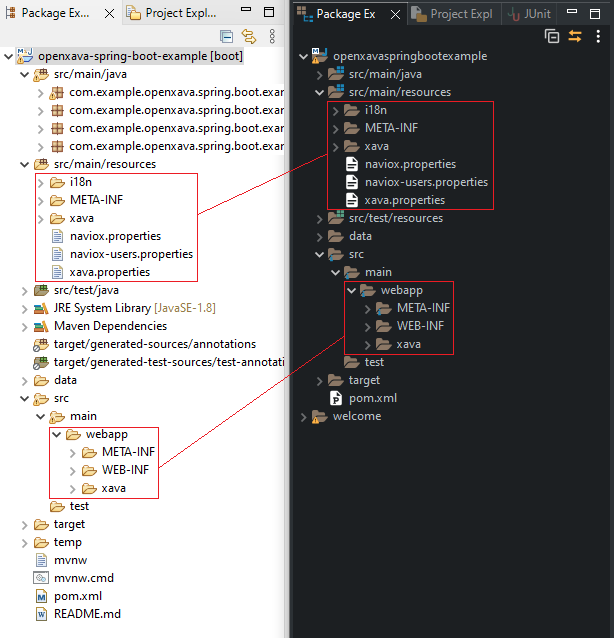 Package Ex...
Project Expl...
openxava-spring-boot-example [boot]
src/main/java
com.example.openxava.spring.boot.exar
com.example.openxava.spring.boot.exar
com.example.openxava.spring.boot.exar
com.example.openxava.spring.boot.exar
src/main/resources
i18n
META-INF
xava
naviox.properties
naviox-users.properties
xava.properties
src/test/java
JRE System Library [JavaSE-1.8]
Maven Dependencies
target/generated-sources/annotations
target/generated-test-sources/test-annotati
data
src
main
webapp
META-INF
WEB-INF
xava
test
target
temp
mvnw
mvnw.cmd
pom.xml
README.md
Package Ex
Project Expl
JUnit
openxavaspringbootexample
src/main/java
src/main/resources
i18n
META-INF
xava
naviox.properties
naviox-users.properties
xava.properties
src/test/resources
data
src
main
webapp
META-INF
WEB-INF
xava
test
target
pom.xml
welcome